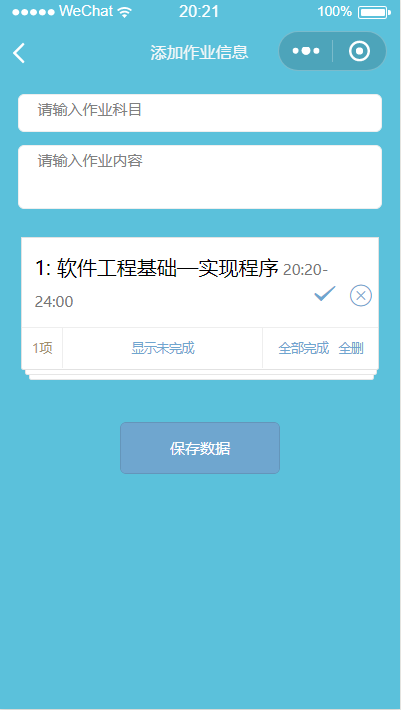 WeChat 20:21 100%
添加作业信息
请输入作业科目
请输入作业内容
1: 软件工程基础—实现程序 20:20-
24:00
1项 显示未完成 全部完成 全删
保存数据